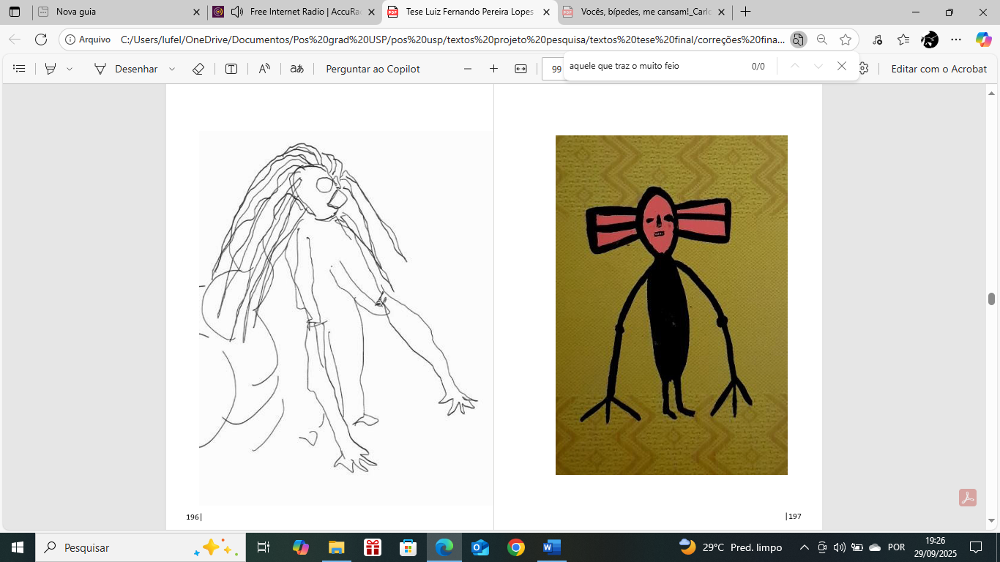 Nova guia
Free Internet Radio | AccuRa
Tese Luiz Fernando Pereira Lopes
Vocês, bípedes, me cansam!_Carl
Arquivo
C:/Users/lufel/OneDrive/Documentos/Pos%20grad%20USP/pos%20usp/textos%20projeto%20pesquisa/textos%20tese%20final/correções%20fina...
Desenhar
Perguntar ao Copilot
99
aquele que traz o muito feio
0/0
Editar com o Acrobat
196|
|197
Pesquisar
29°C Pred. limpo
POR
19:26
29/09/2025